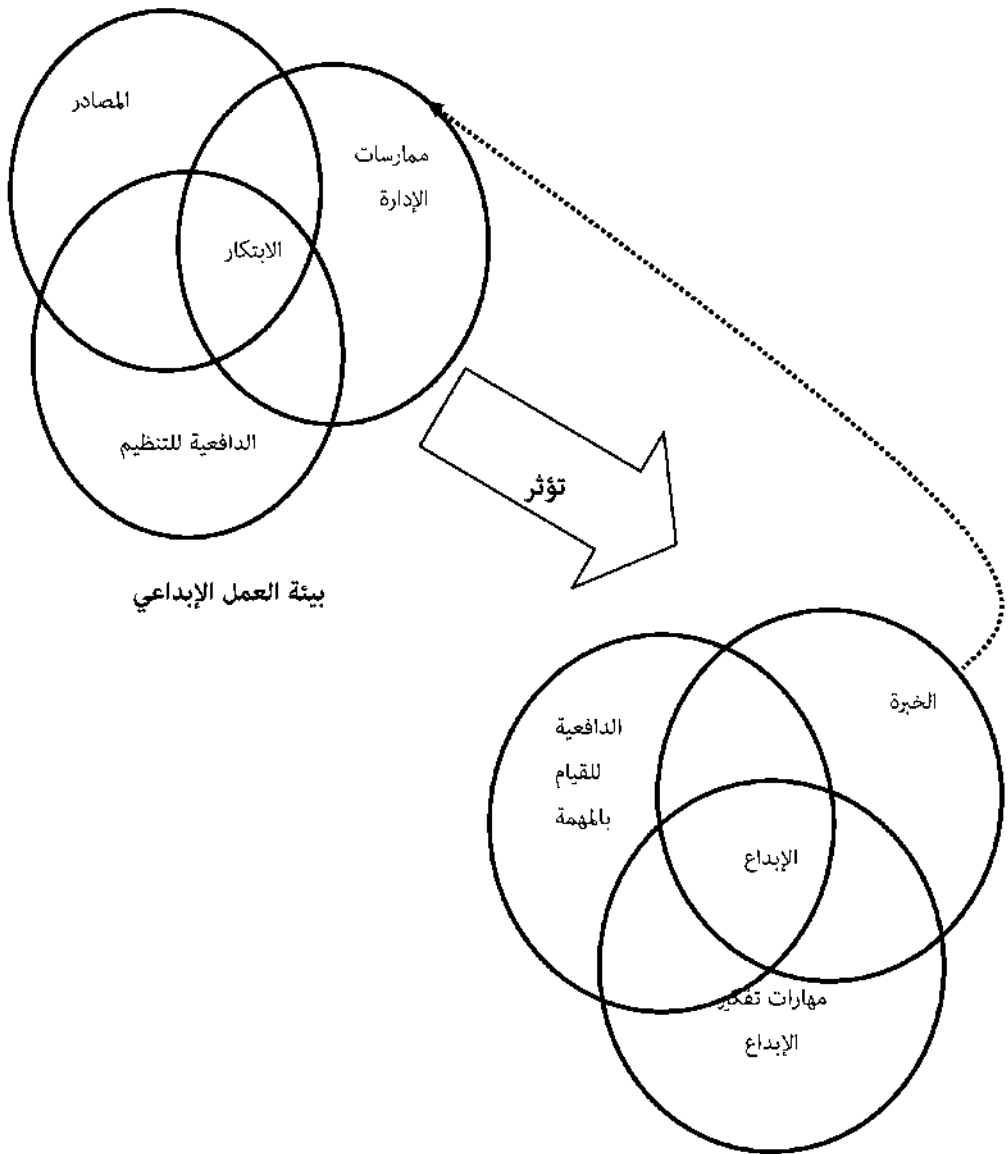 المصادر
ممارسات
الإدارة
الابتكار
الدافعية للتنظيم
تؤثر
بيئة العمل الإبداعي
الخبرة
الدافعية
للقيام
بالمهمة
الإبداع
مهارات تفكير
الإبداع